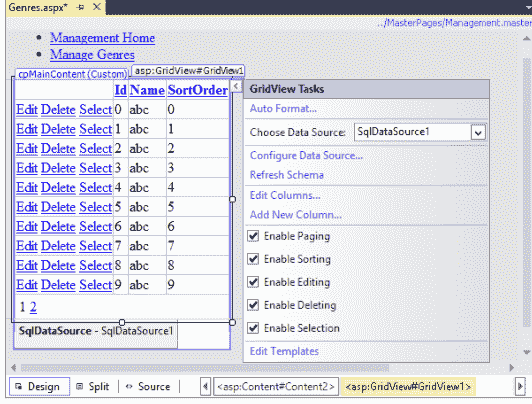 Genres.aspx*
../MasterPages/Management.master
Management Home
Manage Genres
cpMainContent (Custom)
asp:GridView#GridView1
Id Name SortOrder
Edit Delete Select 0 abc 0
Edit Delete Select 1 abc 1
Edit Delete Select 2 abc 2
Edit Delete Select 3 abc 3
Edit Delete Select 4 abc 4
Edit Delete Select 5 abc 5
Edit Delete Select 6 abc 6
Edit Delete Select 7 abc 7
Edit Delete Select 8 abc 8
Edit Delete Select 9 abc 9
1 2
SqlDataSource - SqlDataSource1
GridView Tasks
Auto Format...
Choose Data Source: SqlDataSource1
Configure Data Source...
Refresh Schema
Edit Columns...
Add New Column...
Enable Paging
Enable Sorting
Enable Editing
Enable Deleting
Enable Selection
Edit Templates
Design Split Source <asp:Content#Content2> <asp:GridView#GridView1>